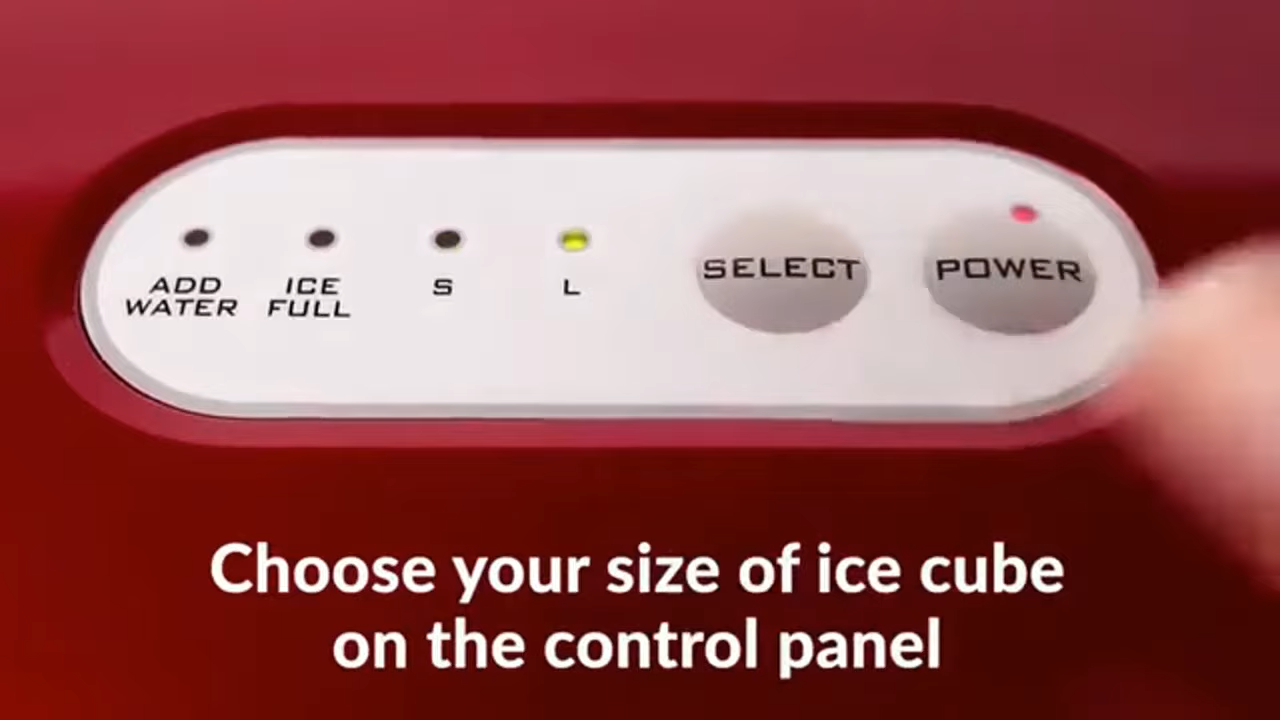 ADD WATER
ICE FULL
S
L
SELECT
POWER
Choose your size of ice cube
on the control panel